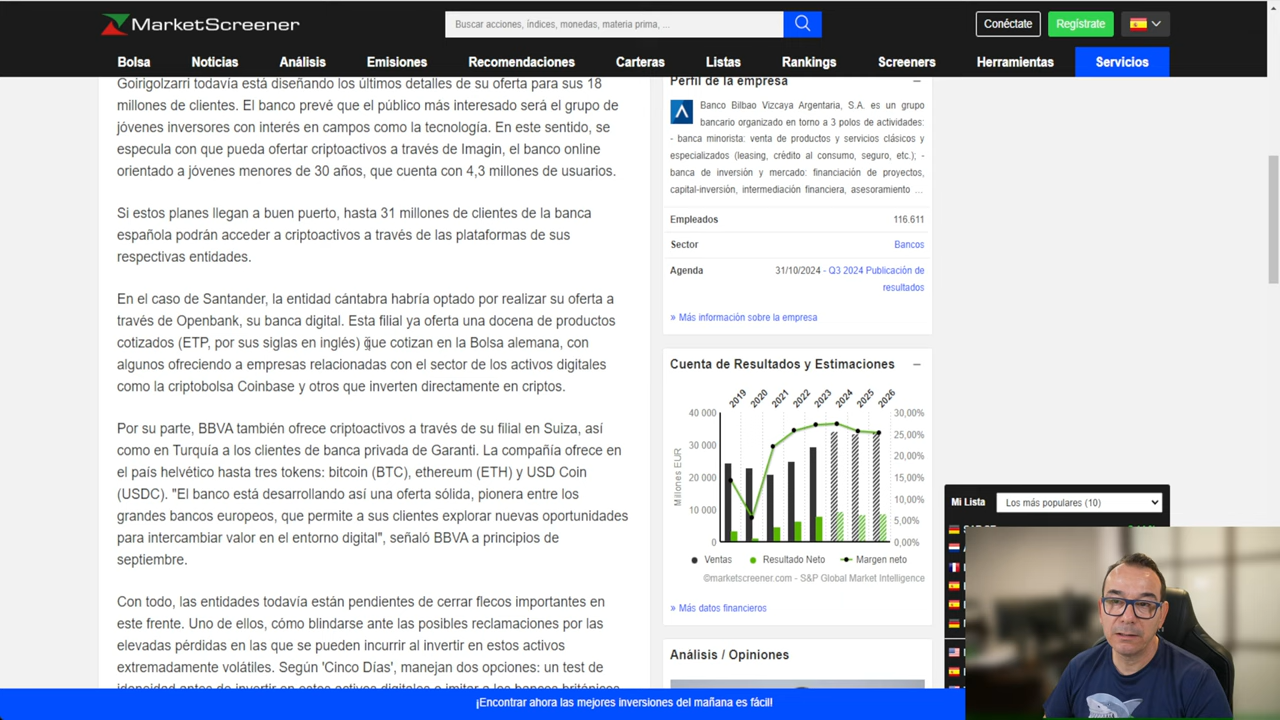 MarketScreener
Buscar acciones, índices, monedas, materia prima, ...
Conéctate
Regístrate
Bolsa
Noticias
Análisis
Emisiones
Recomendaciones
Carteras
Listas
Rankings
Screeners
Herramientas
Servicios
Goirigolzarri todavía está diseñando los últimos detalles de su oferta para sus 18
millones de clientes. El banco prevé que el público más interesado será el grupo de
jóvenes inversores con interés en campos como la tecnología. En este sentido, se
especula con que pueda ofertar criptoactivos a través de Imagin, el banco online
orientado a jóvenes menores de 30 años, que cuenta con 4,3 millones de usuarios.
Si estos planes llegan a buen puerto, hasta 31 millones de clientes de la banca
española podrán acceder a criptoactivos a través de las plataformas de sus
respectivas entidades.
En el caso de Santander, la entidad cántabra habría optado por realizar su oferta a
través de Openbank, su banca digital. Esta filial ya oferta una docena de productos
cotizados (ETP, por sus siglas en inglés) que cotizan en la Bolsa alemana, con
algunos ofreciendo a empresas relacionadas con el sector de los activos digitales
como la criptobolsa Coinbase y otros que invierten directamente en criptos.
Por su parte, BBVA también ofrece criptoactivos a través de su filial en Suiza, así
como en Turquía a los clientes de banca privada de Garanti. La compañía ofrece en
el país helvético hasta tres tokens: bitcoin (BTC), ethereum (ETH) y USD Coin
(USDC). "El banco está desarrollando así una oferta sólida, pionera entre los
grandes bancos europeos, que permite a sus clientes explorar nuevas oportunidades
para intercambiar valor en el entorno digital", señaló BBVA a principios de
septiembre.
Con todo, las entidades todavía están pendientes de cerrar flecos importantes en
este frente. Uno de ellos, cómo blindarse ante las posibles reclamaciones por las
elevadas pérdidas en las que se pueden incurrir al invertir en estos activos
extremadamente volátiles. Según 'Cinco Días', manejan dos opciones: un test de
idoneidad antes de invertir en estos activos digitales o imitar a los bancos británicos
Perfil de la empresa
Banco Bilbao Vizcaya Argentaria, S.A. es un grupo
bancario organizado en torno a 3 polos de actividades:
- banca minorista: venta de productos y servicios clásicos y
especializados (leasing, crédito al consumo, seguro, etc.); -
banca de inversión y mercado: financiación de proyectos,
capital-inversión, intermediación financiera, asesoramiento ...
Empleados 116.611
Sector Bancos
Agenda 31/10/2024 - Q3 2024 Publicación de
resultados
» Más información sobre la empresa
Cuenta de Resultados y Estimaciones
2019 2020 2021 2022 2023 2024 2025 2026
40 000 30,00%
25,00%
30 000
20,00%
20 000 15,00%
10,00%
10 000
5,00%
0 0,00%
Millones EUR
Ventas Resultado Neto Margen neto
©marketscreener.com - S&P Global Market Intelligence
» Más datos financieros
Análisis / Opiniones
Mi Lista Los más populares (10)
¡Encontrar ahora las mejores inversiones del mañana es fácil!